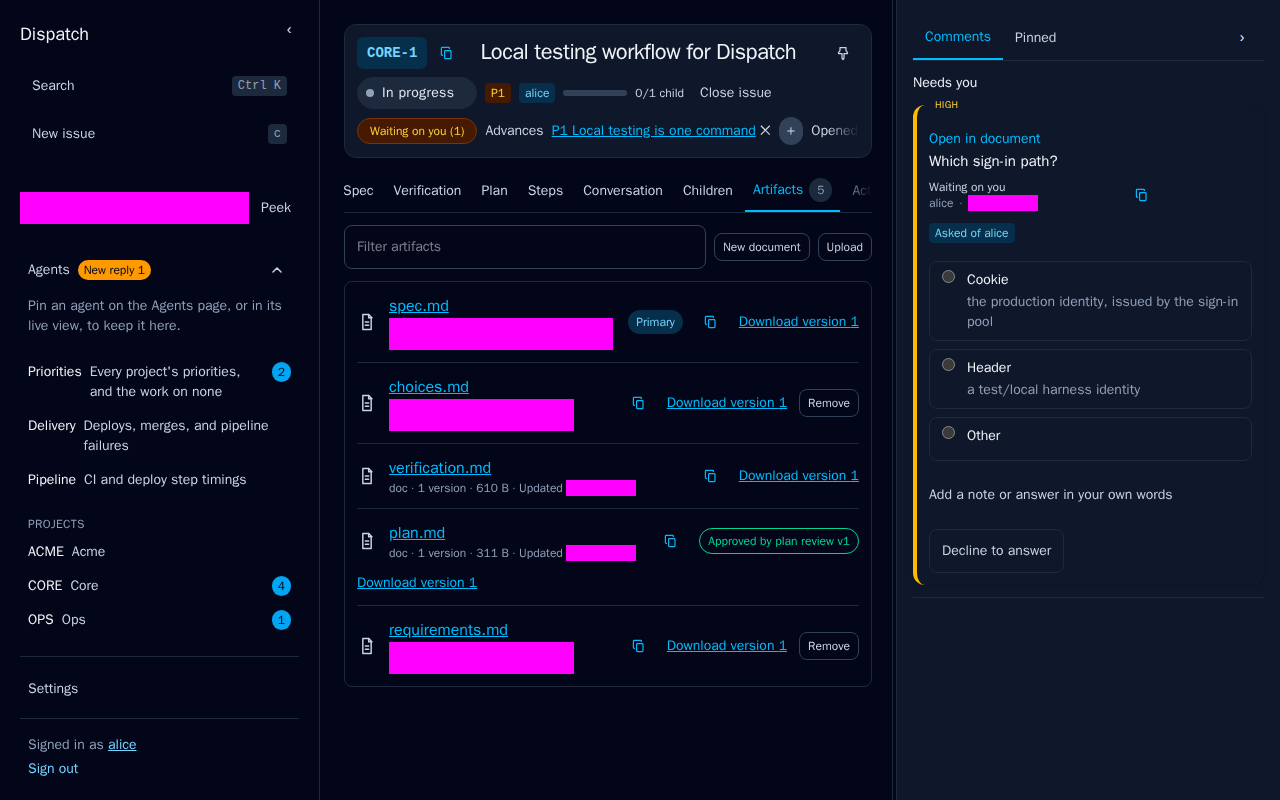 Dispatch
Search
Ctrl K
New issue
C
Peek
Agents
New reply 1
Pin an agent on the Agents page, or in its
live view, to keep it here.
Priorities
Every project's priorities,
and the work on none
2
Delivery
Deploys, merges, and pipeline
failures
Pipeline
CI and deploy step timings
PROJECTS
ACME Acme
CORE Core
4
OPS Ops
1
Settings
Signed in as alice
Sign out
CORE-1
Local testing workflow for Dispatch
In progress
P1
alice
0/1 child
Close issue
Waiting on you (1)
Advances
P1 Local testing is one command
+
Opened
Spec
Verification
Plan
Steps
Conversation
Children
Artifacts
5
Act
Filter artifacts
New document
Upload
spec.md
Primary
Download version 1
choices.md
Download version 1
Remove
verification.md
doc · 1 version · 610 B · Updated
Download version 1
plan.md
doc · 1 version · 311 B · Updated
Approved by plan review v1
Download version 1
requirements.md
Download version 1
Remove
Comments
Pinned
Needs you
HIGH
Open in document
Which sign-in path?
Waiting on you
alice ·
Asked of alice
Cookie
the production identity, issued by the sign-in
pool
Header
a test/local harness identity
Other
Add a note or answer in your own words
Decline to answer